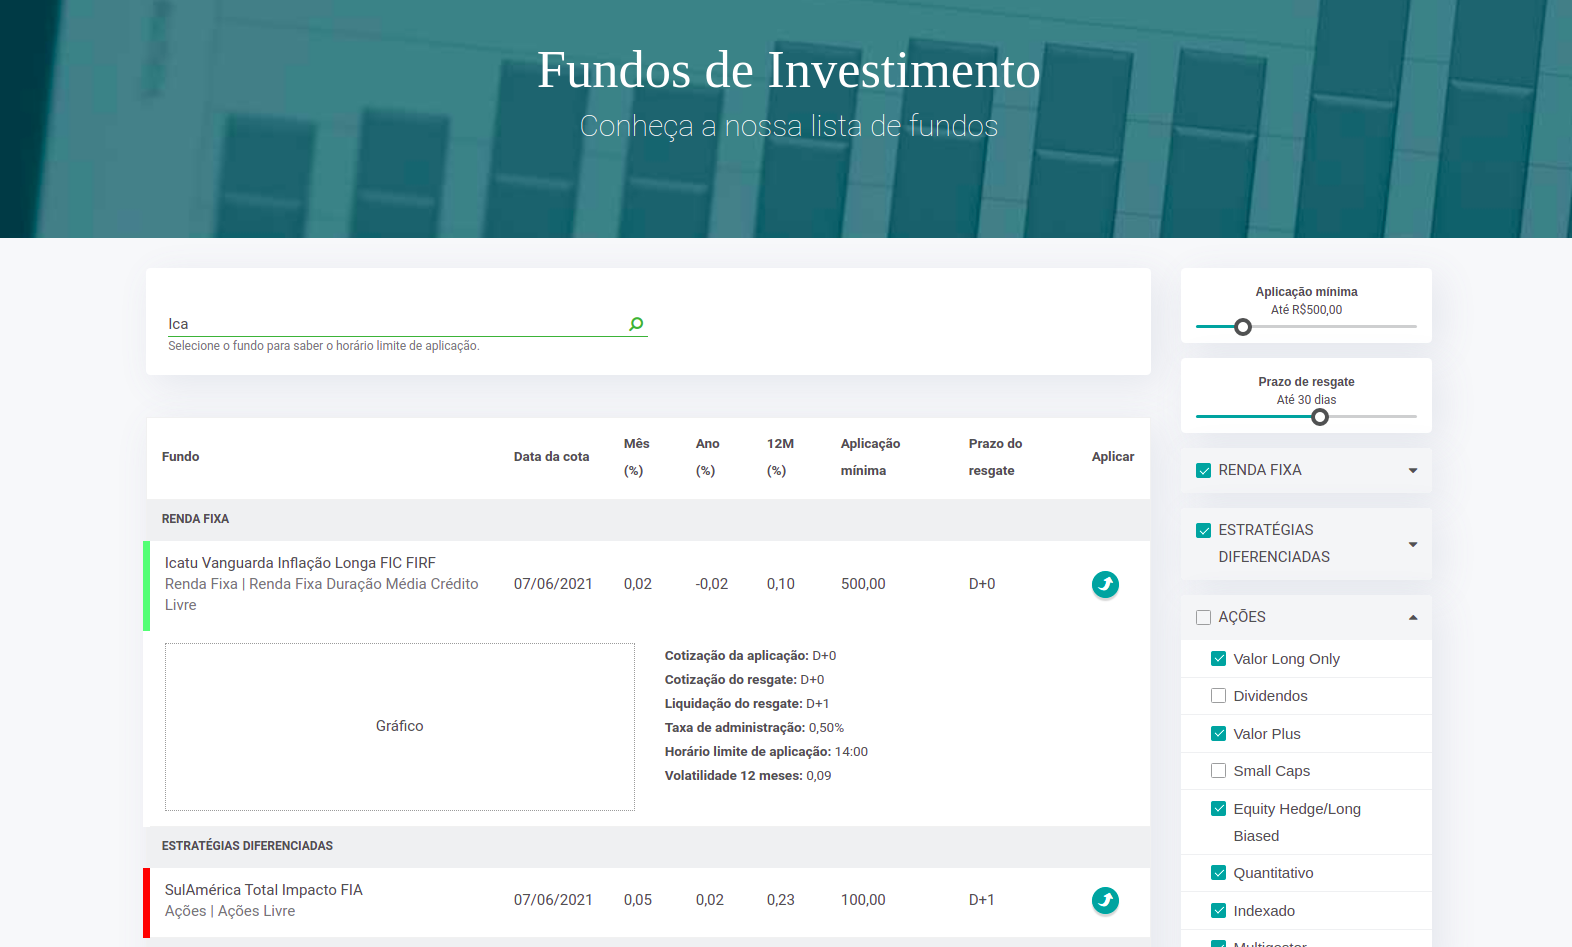 Fundos de Investimento
Conheça a nossa lista de fundos
Ica
Selecione o fundo para saber o horário limite de aplicação.
Fundo
Data da cota
Mês
(%)
Ano
(%)
12M
(%)
Aplicação
mínima
Prazo do
resgate
Aplicar
RENDA FIXA
Icatu Vanguarda Inflação Longa FIC FIRF
Renda Fixa | Renda Fixa Duração Média Crédito
Livre
07/06/2021
0,02
-0,02
0,10
500,00
D+0
Gráfico
Cotização da aplicação: D+0
Cotização do resgate: D+0
Liquidação do resgate: D+1
Taxa de administração: 0,50%
Horário limite de aplicação: 14:00
Volatilidade 12 meses: 0,09
ESTRATÉGIAS DIFERENCIADAS
SulAmérica Total Impacto FIA
Ações | Ações Livre
07/06/2021
0,05
0,02
0,23
100,00
D+1
Aplicação mínima
Até R$500,00
Prazo de resgate
Até 30 dias
RENDA FIXA
ESTRATÉGIAS
DIFERENCIADAS
AÇÕES
Valor Long Only
Dividendos
Valor Plus
Small Caps
Equity Hedge/Long
Biased
Quantitativo
Indexado
Multigestor